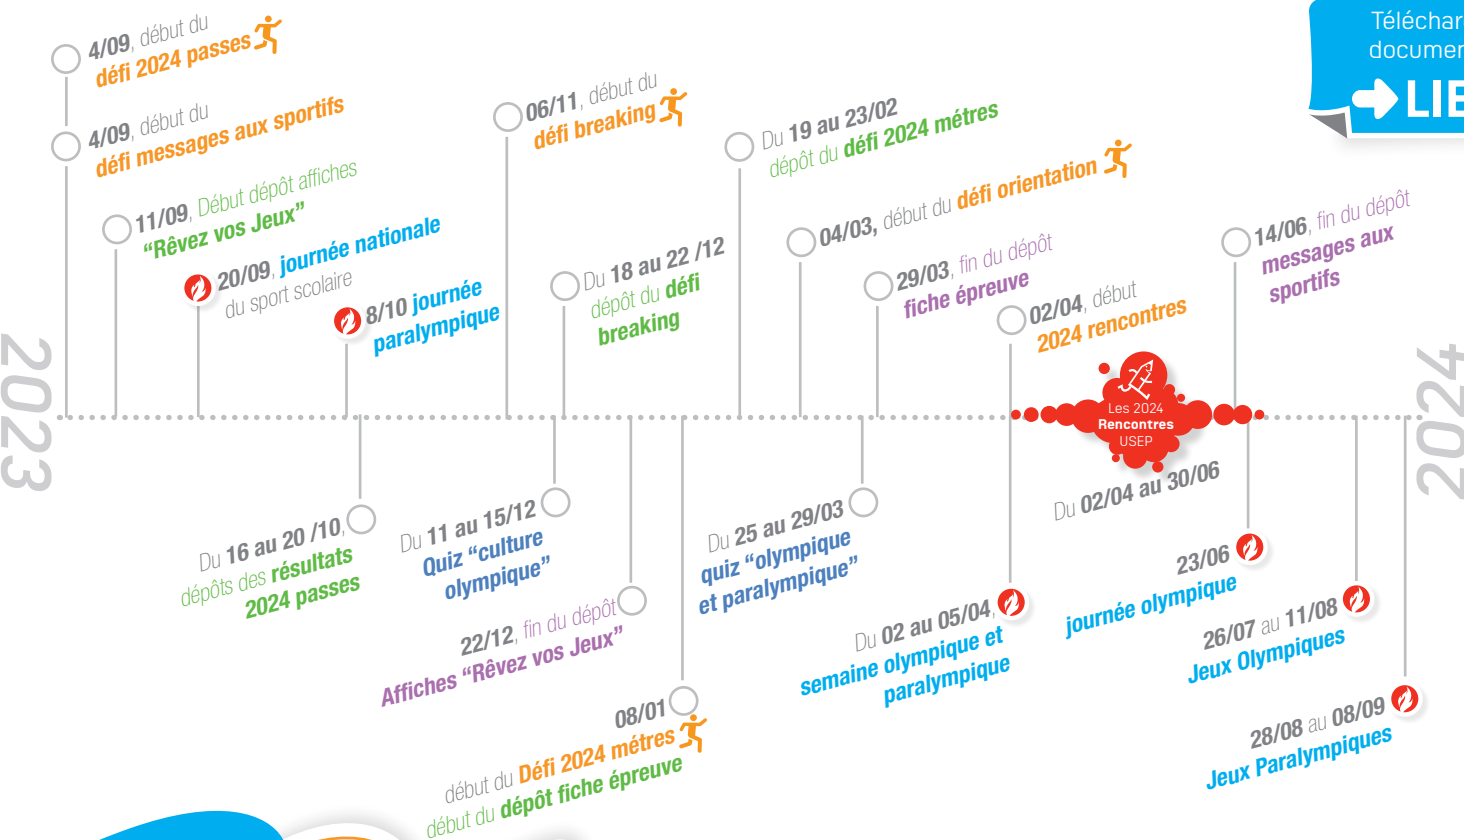 4/09, début du
défi 2024 passes
4/09, début du
défi messages aux sportifs
11/09, Début dépôt affiches
“Rêvez vos Jeux”
20/09, journée nationale
du sport scolaire
8/10 journée
paralympique
06/11, début du
défi breaking
Du 18 au 22 /12
dépôt du défi
breaking
Du 19 au 23/02
dépôt du défi 2024 métres
04/03, début du défi orientation
29/03, fin du dépôt
fiche épreuve
02/04, début
2024 rencontres
14/06, fin du dépôt
messages aux
sportifs
2023
2024
Les 2024
Rencontres
USEP
Du 02/04 au 30/06
Du 16 au 20 /10,
dépôts des résultats
2024 passes
Du 11 au 15/12
Quiz “culture
olympique”
22/12, fin du dépôt
Affiches “Rêvez vos Jeux”
08/01
début du Défi 2024 métres
début du dépôt fiche épreuve
Du 25 au 29/03
quiz “olympique
et paralympique”
Du 02 au 05/04,
semaine olympique et
paralympique
23/06
journée olympique
26/07 au 11/08
Jeux Olympiques
28/08 au 08/09
Jeux Paralympiques